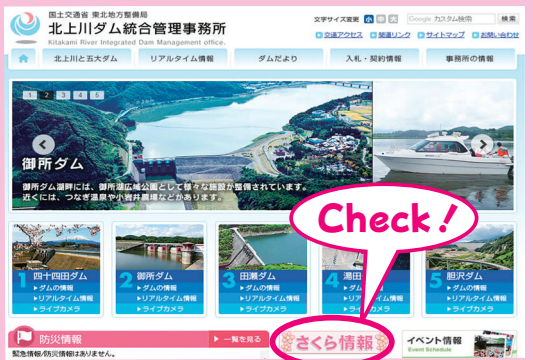 国土交通省 東北地方整備局
北上川ダム統合管理事務所
Kitakami River Integrated Dam Management office.
文字サイズ変更 小 中 大
Google カスタム検索 検索
交通アクセス 関連リンク サイトマップ お問い合わせ
北上川と五大ダム リアルタイム情報 ダムだより 入札・契約情報 事務所の情報
1 2 3 4 5
御所ダム
御所ダム湖畔には、御所湖広域公園として様々な施設が整備されています。
近くには、つなぎ温泉や小岩井農場などがあります。
Check!
1 四十四田ダム
▶ダムの情報
▶リアルタイム情報
▶ライブカメラ
2 御所ダム
▶ダムの情報
▶リアルタイム情報
▶ライブカメラ
3 田瀬ダム
▶ダムの情報
▶リアルタイム情報
▶ライブカメラ
4 湯田
▶ダ
▶リアルタイム情報
▶ライブカメラ
5 胆沢ダム
▶ダムの情報
▶リアルタイム情報
▶ライブカメラ
防災情報 ▶ 一覧を見る
緊急情報/防災情報はありません。
さくら情報
イベント情報
Event Schedule